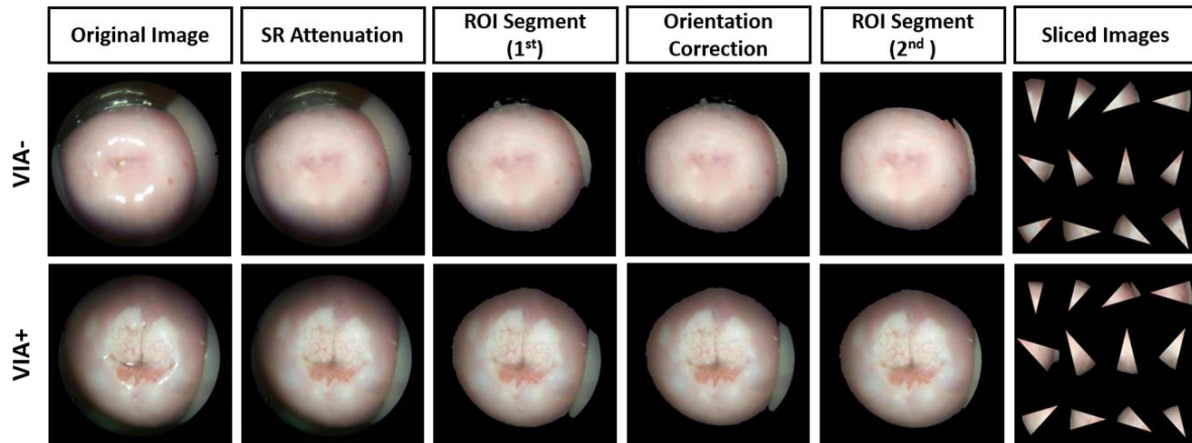 Original Image
SR Attenuation
ROI Segment
(1st)
Orientation
Correction
ROI Segment
(2nd )
Sliced Images
VIA-
VIA+